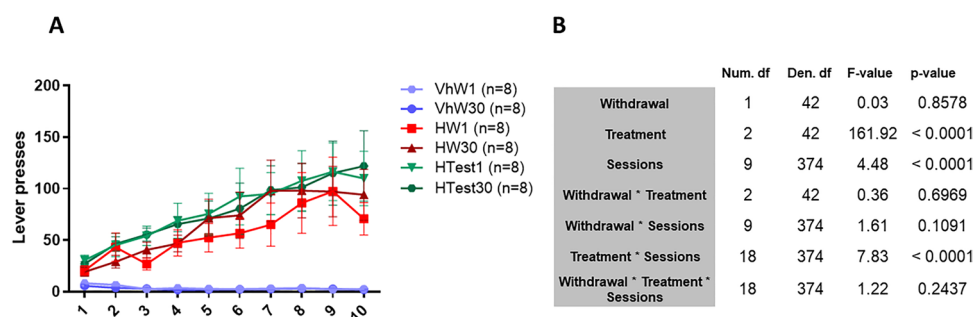 A
200
150
100
50
0
Lever presses
1 2 3 4 5 6 7 8 9 10
VhW1 (n=8)
VhW30 (n=8)
HW1 (n=8)
HW30 (n=8)
HTest1 (n=8)
HTest30 (n=8)
B
Num. df Den. df F-value p-value
Withdrawal 1 42 0.03 0.8578
Treatment 2 42 161.92 < 0.0001
Sessions 9 374 4.48 < 0.0001
Withdrawal * Treatment 2 42 0.36 0.6969
Withdrawal * Sessions 9 374 1.61 0.1091
Treatment * Sessions 18 374 7.83 < 0.0001
Withdrawal * Treatment *
Sessions 18 374 1.22 0.2437